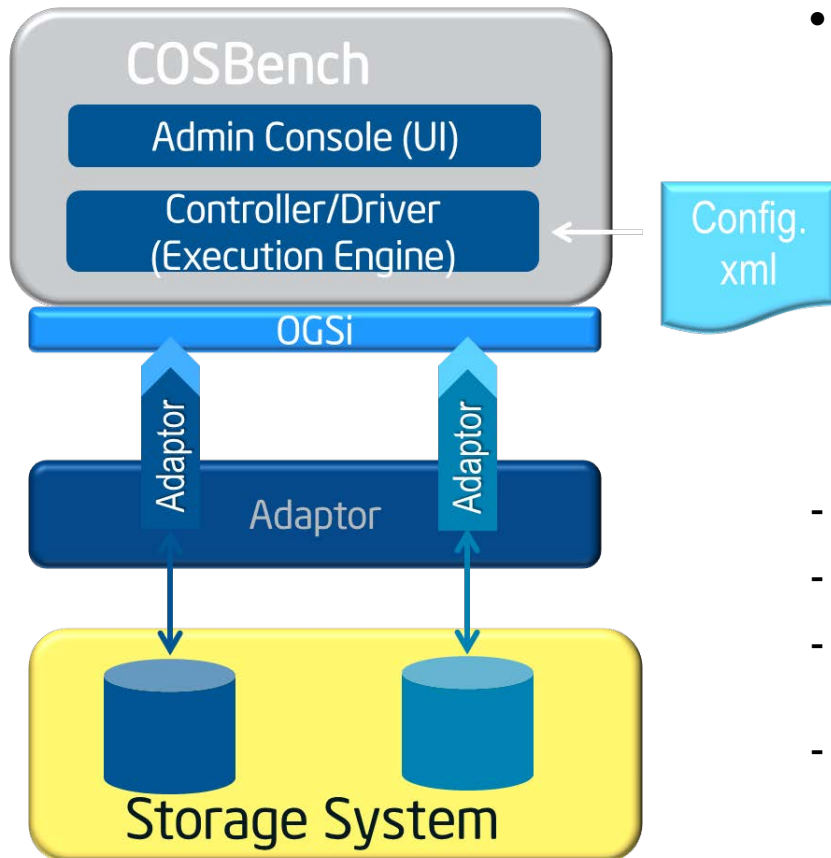 COSBench
Admin Console (UI)
Controller/Driver
(Execution Engine)
Config.
xml
OGSi
Adaptor
Adaptor
Adaptor
Storage System
•
-
-
-
-